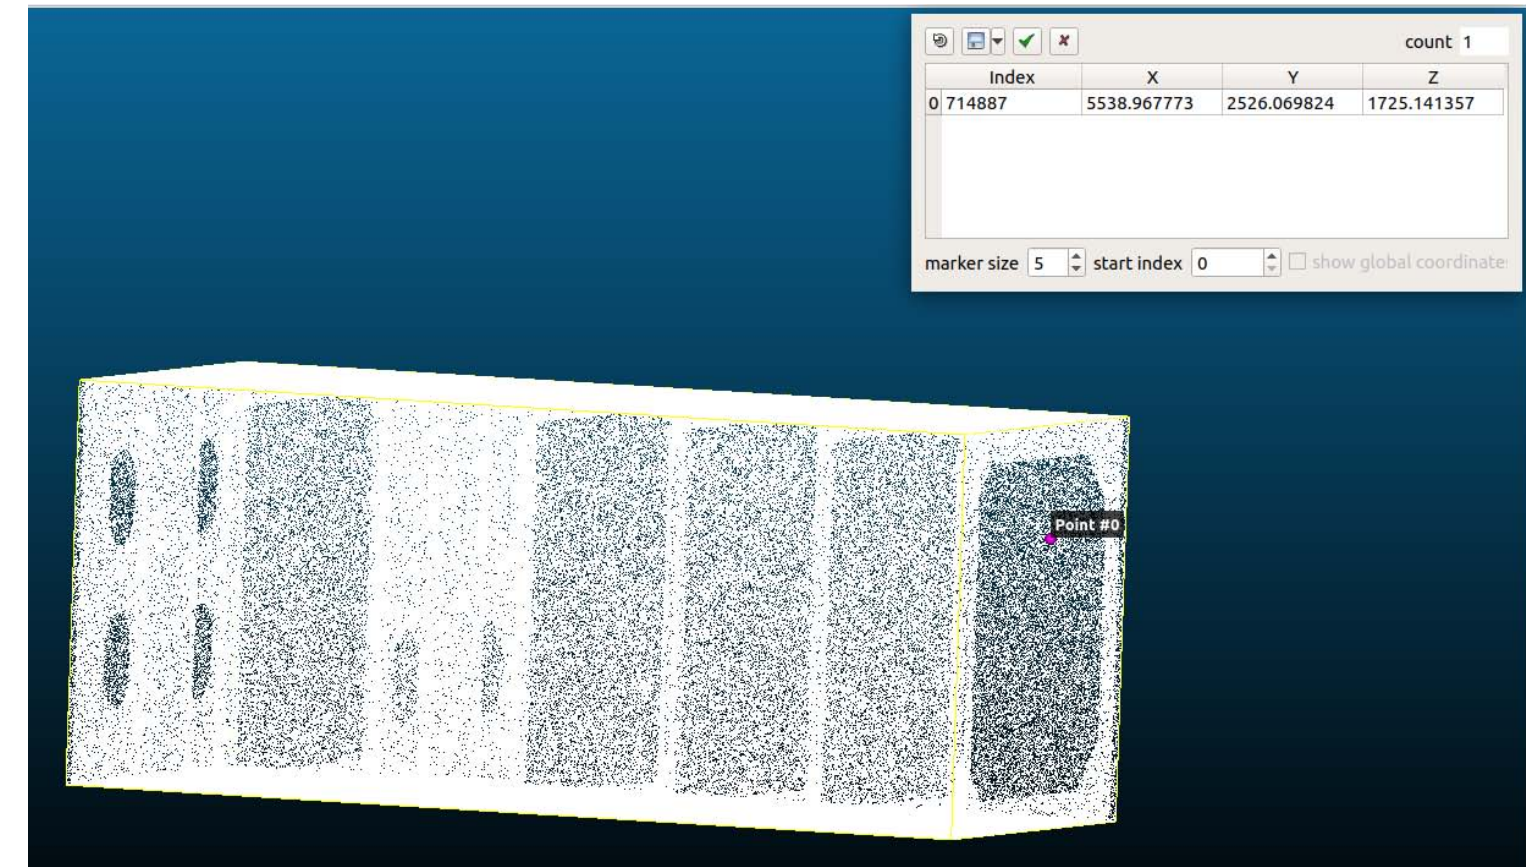 count 1
Index X Y Z
0 714887 5538.967773 2526.069824 1725.141357
marker size 5 start index 0 show global coordinate
Point #0